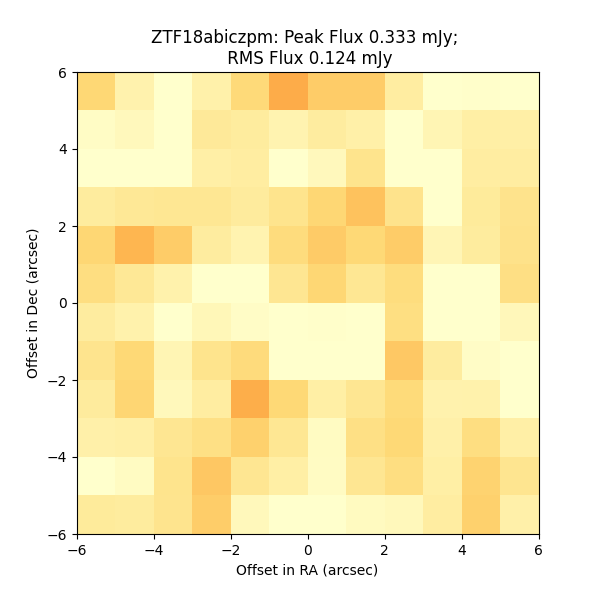 ZTF18abiczpm: Peak Flux 0.333 mJy;
RMS Flux 0.124 mJy
6
4
2
0
−2
−4
−6
Offset in Dec (arcsec)
−6 −4 −2 0 2 4 6
Offset in RA (arcsec)